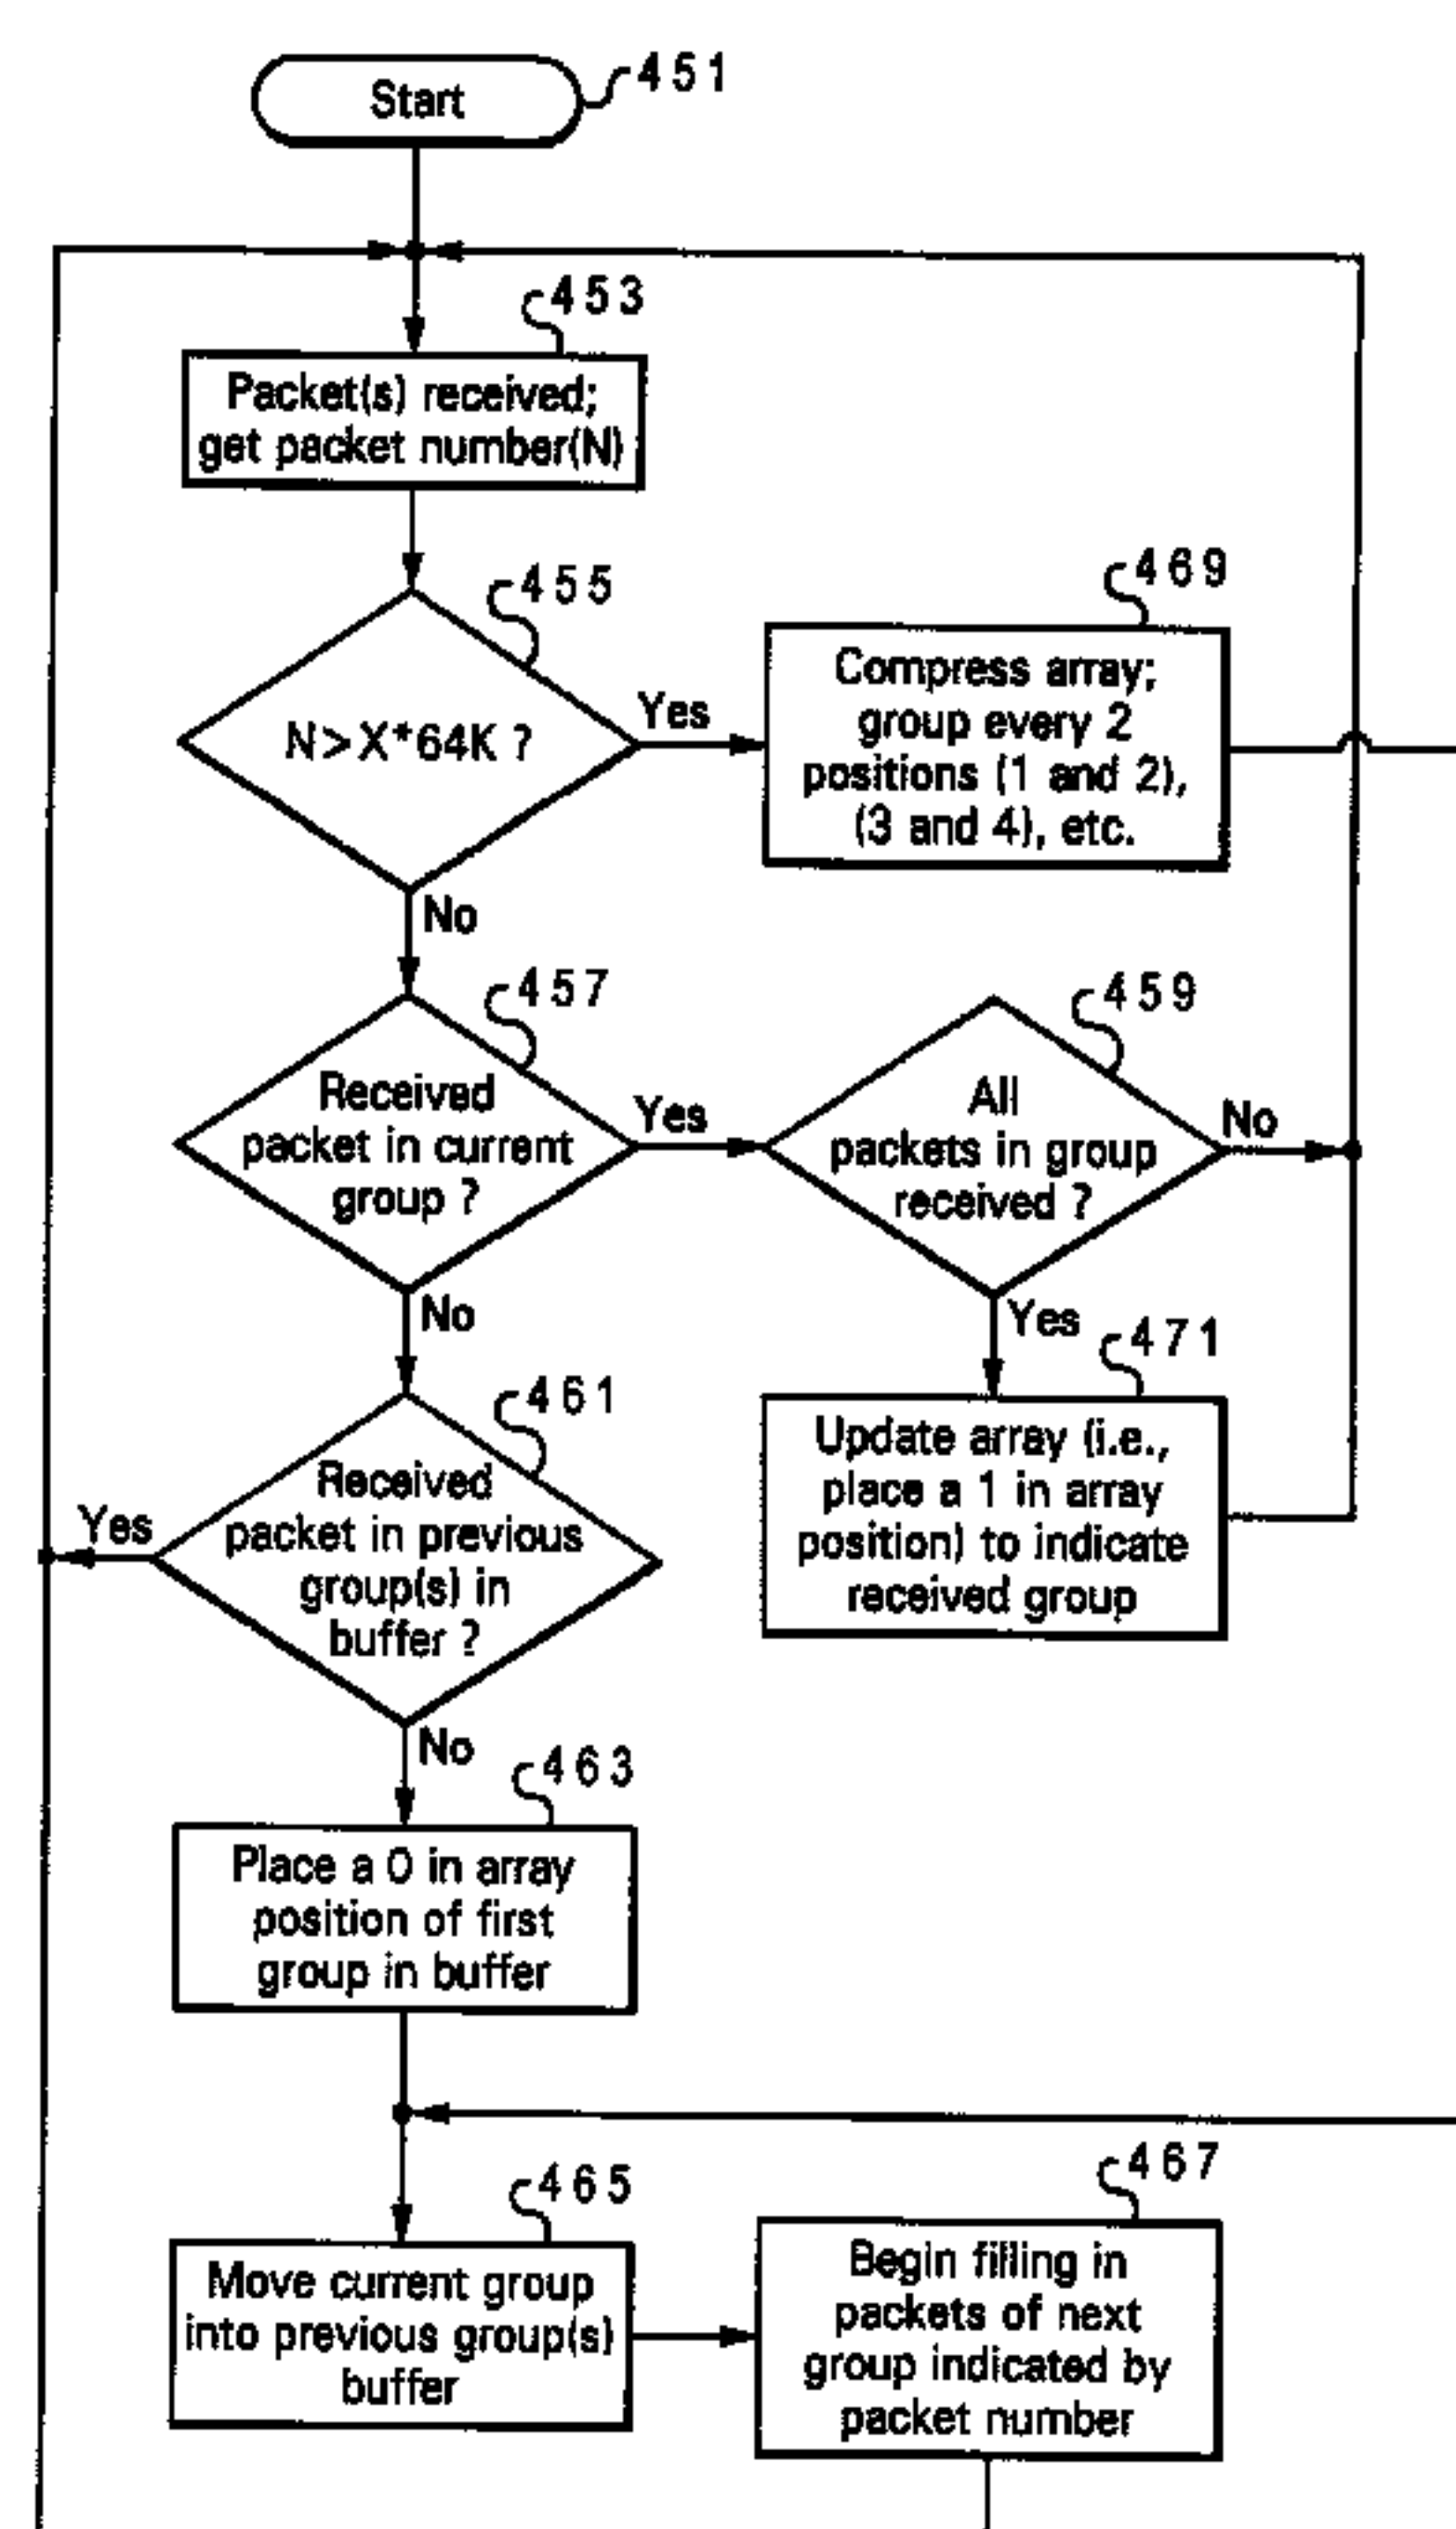 Start
451
453
Packet(s) received;
get packet number(N)
455
N>X*64K ?
Yes
No
469
Compress array;
group every 2
positions (1 and 2),
(3 and 4), etc.
457
Received
packet in current
group ?
Yes
No
459
All
packets in group
received ?
No
Yes
461
Received
packet in previous
group(s) in
buffer ?
Yes
No
471
Update array (i.e.,
place a 1 in array
position) to indicate
received group
463
Place a 0 in array
position of first
group in buffer
465
Move current group
into previous group(s)
buffer
467
Begin filling in
packets of next
group indicated by
packet number